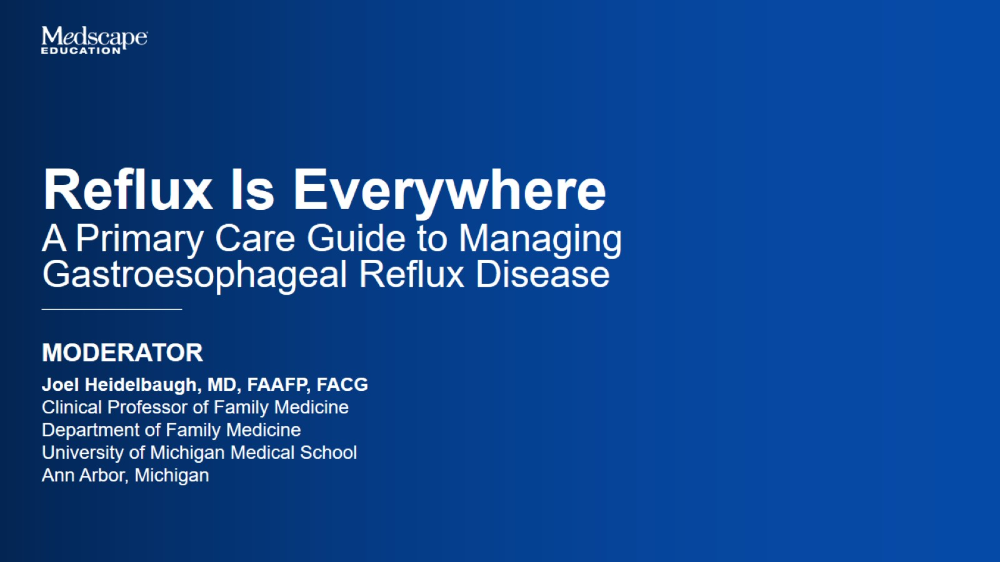 Medscape
EDUCATION
Reflux Is Everywhere
A Primary Care Guide to Managing
Gastroesophageal Reflux Disease
MODERATOR
Joel Heidelbaugh, MD, FAAFP, FACG
Clinical Professor of Family Medicine
Department of Family Medicine
University of Michigan Medical School
Ann Arbor, Michigan